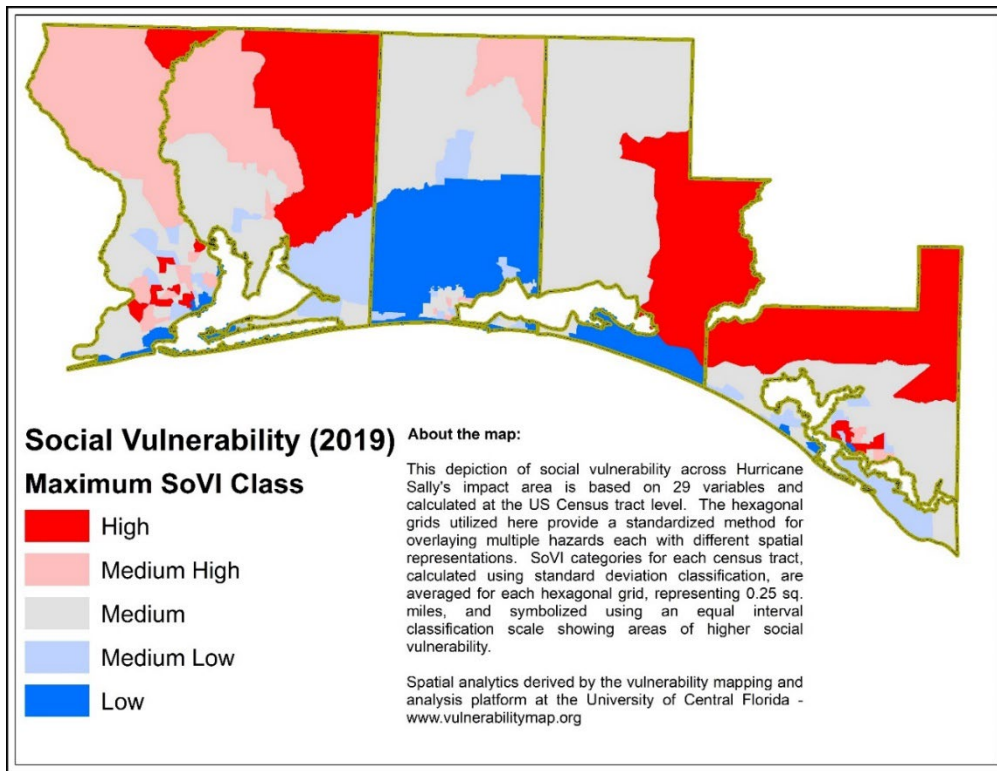 Social Vulnerability (2019)
Maximum SoVI Class
High
Medium High
Medium
Medium Low
Low
About the map:
This depiction of social vulnerability across Hurricane
Sally's impact area is based on 29 variables and
calculated at the US Census tract level. The hexagonal
grids utilized here provide a standardized method for
overlaying multiple hazards each with different spatial
representations. SoVI categories for each census tract,
calculated using standard deviation classification, are
averaged for each hexagonal grid, representing 0.25 sq.
miles, and symbolized using an equal interval
classification scale showing areas of higher social
vulnerability.
Spatial analytics derived by the vulnerability mapping and
analysis platform at the University of Central Florida -
www.vulnerabilitymap.org